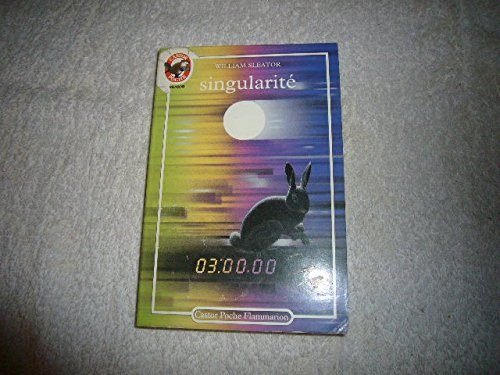 WILLIAM SLEATOR
singularité
03:00.00
Castor Poche Flammarion